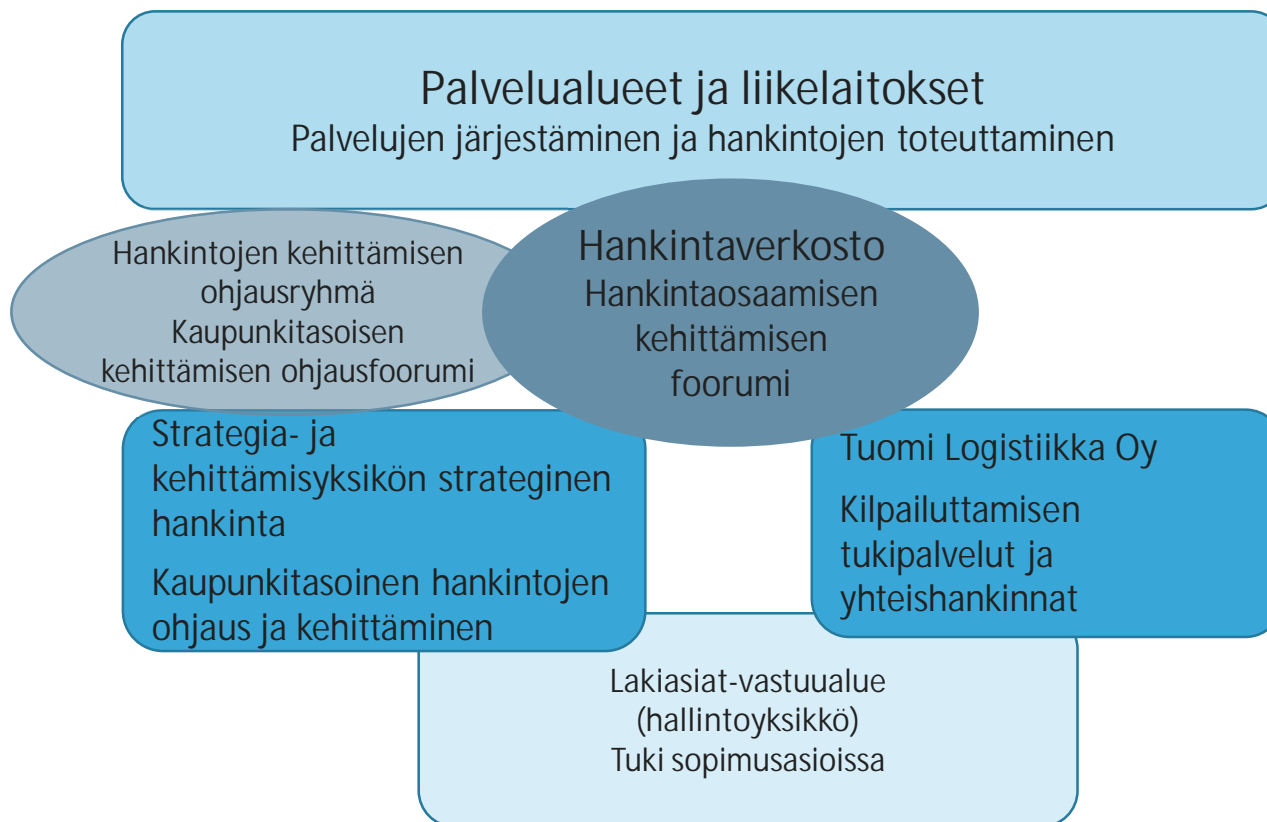 Palvelualueet ja liikelaitokset
Palvelujen järjestäminen ja hankintojen toteuttaminen
Hankintojen kehittämisen
ohjausryhmä
Kaupunkitasoisen
kehittämisen ohjausfoorumi
Hankintaverkosto
Hankintaosaamisen
kehittämisen
foorumi
Strategia- ja
kehittämisyksikön strateginen
hankinta
Kaupunkitasoinen hankintojen
ohjaus ja kehittäminen
Tuomi Logistiikka Oy
Kilpailuttamisen
tukipalvelut ja
yhteishankinnat
Lakiasiat-vastuualue
(hallintoyksikkö)
Tuki sopimusasioissa